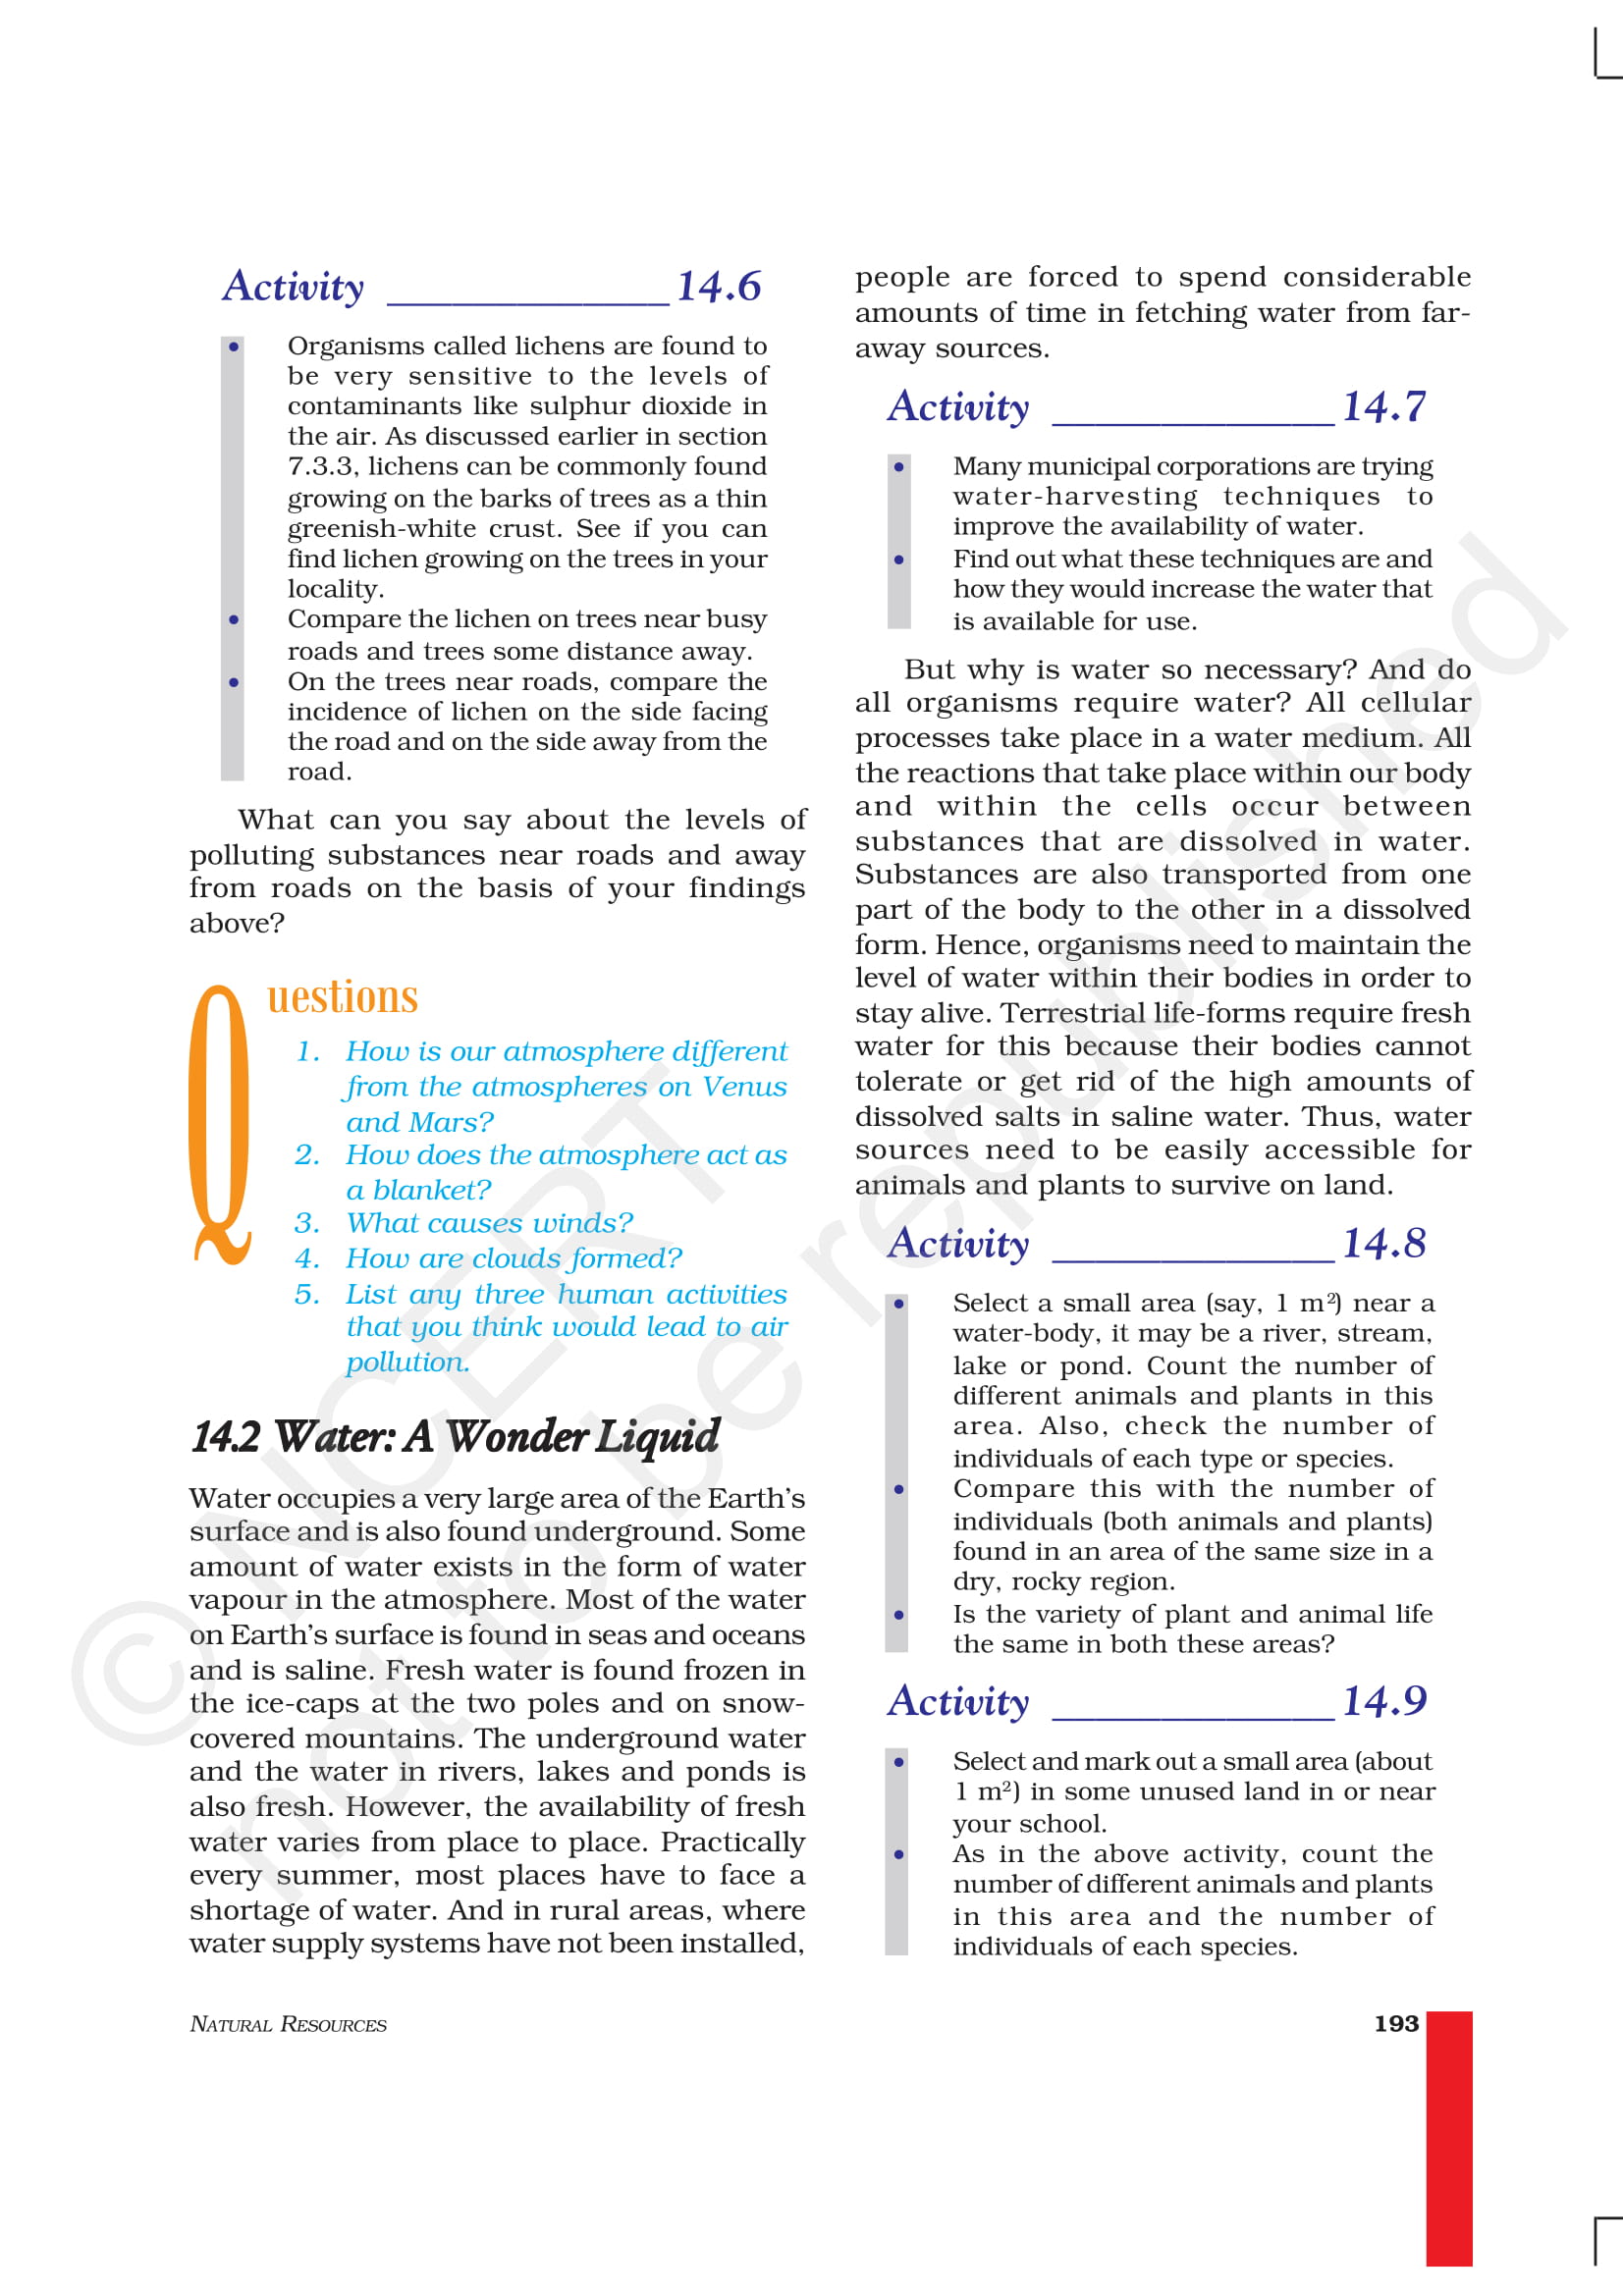 Activity _____________ 14.6
• Organisms called lichens are found to
be very sensitive to the levels of
contaminants like sulphur dioxide in
the air. As discussed earlier in section
7.3.3, lichens can be commonly found
growing on the barks of trees as a thin
greenish-white crust. See if you can
find lichen growing on the trees in your
locality.
• Compare the lichen on trees near busy
roads and trees some distance away.
• On the trees near roads, compare the
incidence of lichen on the side facing
the road and on the side away from the
road.
What can you say about the levels of
polluting substances near roads and away
from roads on the basis of your findings
above?
Questions
1. How is our atmosphere different
from the atmospheres on Venus
and Mars?
2. How does the atmosphere act as
a blanket?
3. What causes winds?
4. How are clouds formed?
5. List any three human activities
that you think would lead to air
pollution.
14.2 Water: A Wonder Liquid
Water occupies a very large area of the Earth's
surface and is also found underground. Some
amount of water exists in the form of water
vapour in the atmosphere. Most of the water
on Earth's surface is found in seas and oceans
and is saline. Fresh water is found frozen in
the ice-caps at the two poles and on snow-
covered mountains. The underground water
and the water in rivers, lakes and ponds is
also fresh. However, the availability of fresh
water varies from place to place. Practically
every summer, most places have to face a
shortage of water. And in rural areas, where
water supply systems have not been installed,
people are forced to spend considerable
amounts of time in fetching water from far-
away sources.
Activity _____________ 14.7
• Many municipal corporations are trying
water-harvesting techniques to
improve the availability of water.
• Find out what these techniques are and
how they would increase the water that
is available for use.
But why is water so necessary? And do
all organisms require water? All cellular
processes take place in a water medium. All
the reactions that take place within our body
and within the cells occur between
substances that are dissolved in water.
Substances are also transported from one
part of the body to the other in a dissolved
form. Hence, organisms need to maintain the
level of water within their bodies in order to
stay alive. Terrestrial life-forms require fresh
water for this because their bodies cannot
tolerate or get rid of the high amounts of
dissolved salts in saline water. Thus, water
sources need to be easily accessible for
animals and plants to survive on land.
Activity _____________ 14.8
• Select a small area (say, 1 m²) near a
water-body, it may be a river, stream,
lake or pond. Count the number of
different animals and plants in this
area. Also, check the number of
individuals of each type or species.
• Compare this with the number of
individuals (both animals and plants)
found in an area of the same size in a
dry, rocky region.
• Is the variety of plant and animal life
the same in both these areas?
Activity _____________ 14.9
• Select and mark out a small area (about
1 m²) in some unused land in or near
your school.
• As in the above activity, count the
number of different animals and plants
in this area and the number of
individuals of each species.
NATURAL RESOURCES
193
© NCERT
not to be republished